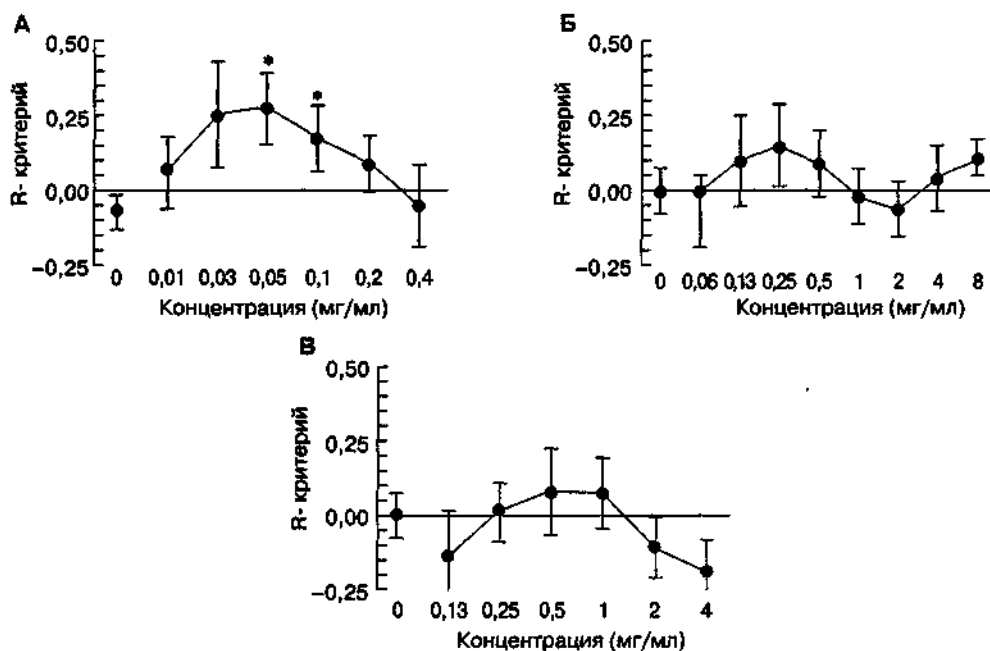 А
0,50
0,25
0,00
−0,25
R- критерий
* *
0 0,01 0,03 0,05 0,1 0,2 0,4
Концентрация (мг/мл)
Б
0,50
0,25
0,00
−0,25
R- критерий
0 0,06 0,13 0,25 0,5 1 2 4 8
Концентрация (мг/мл)
В
0,50
0,25
0,00
−0,25
R- критерий
0 0,13 0,25 0,5 1 2 4
Концентрация (мг/мл)